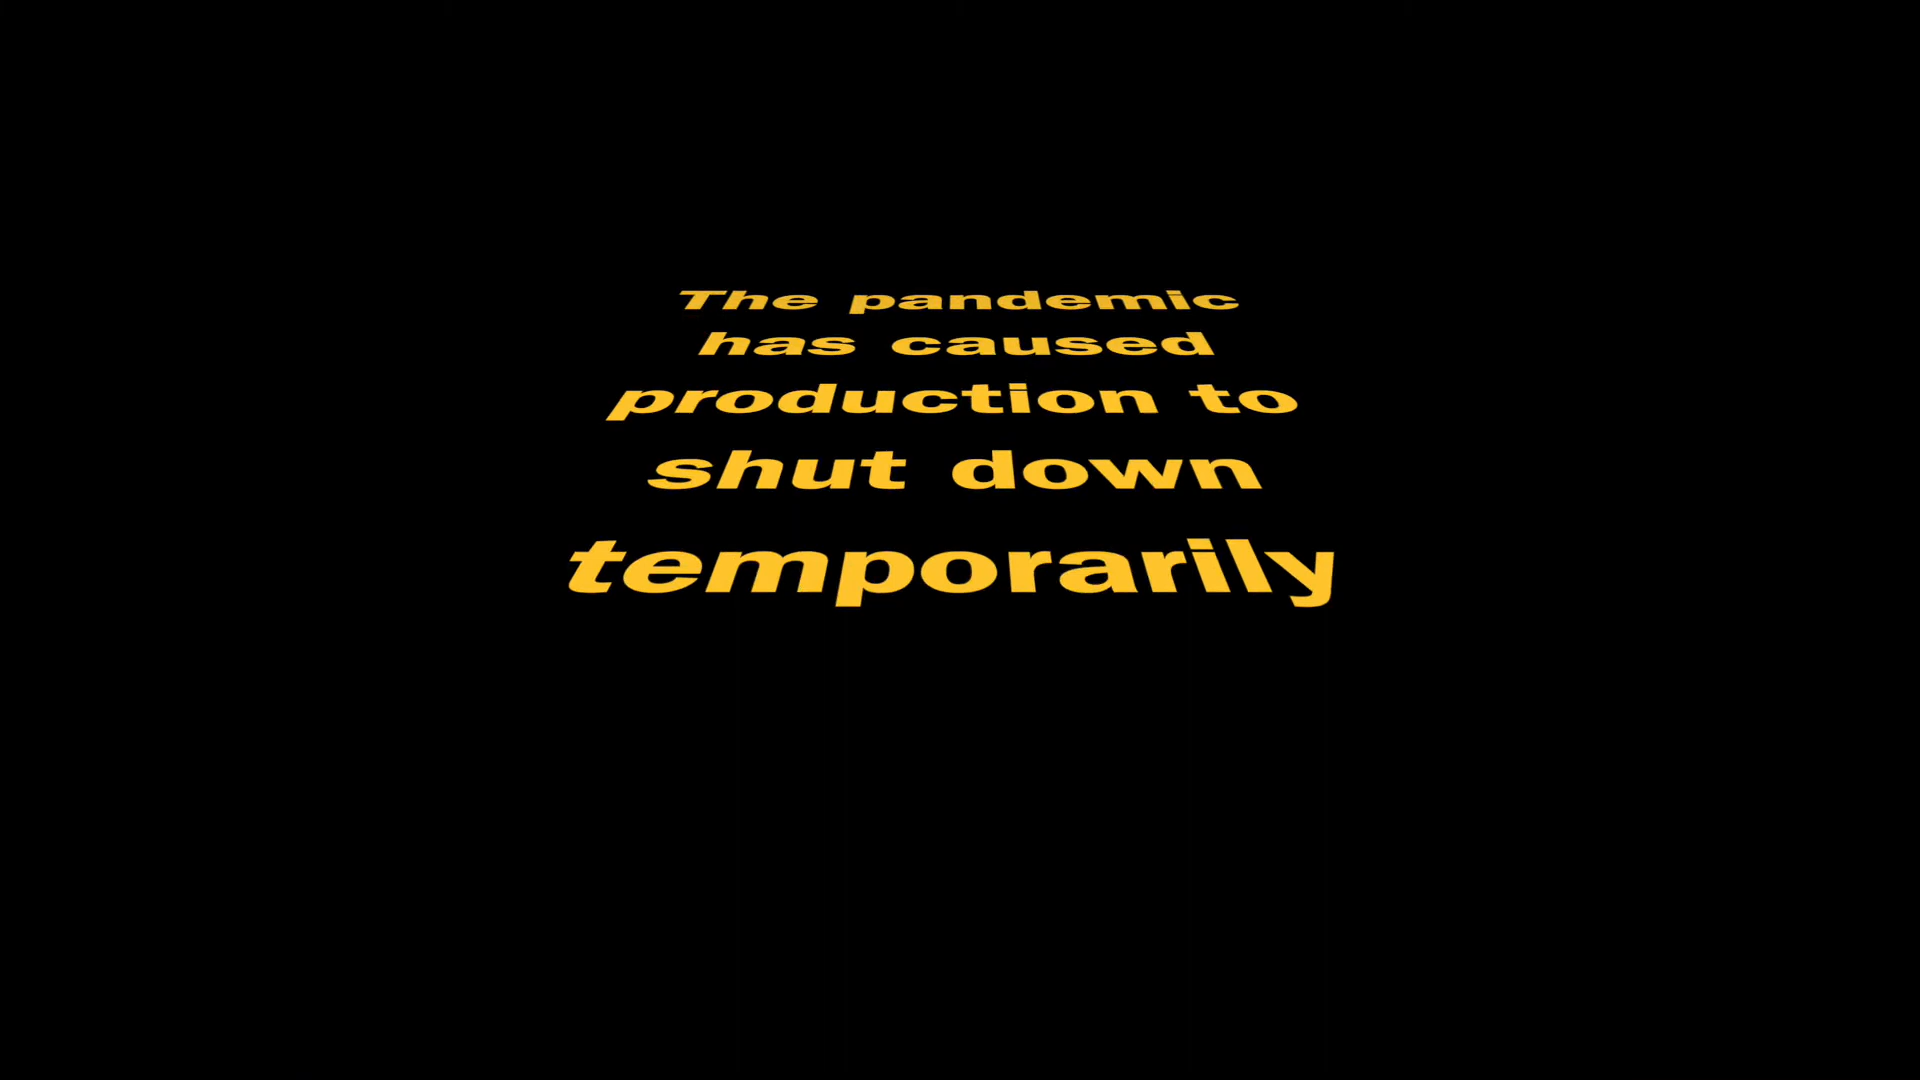 The pandemic
has caused
production to
shut down
temporarily